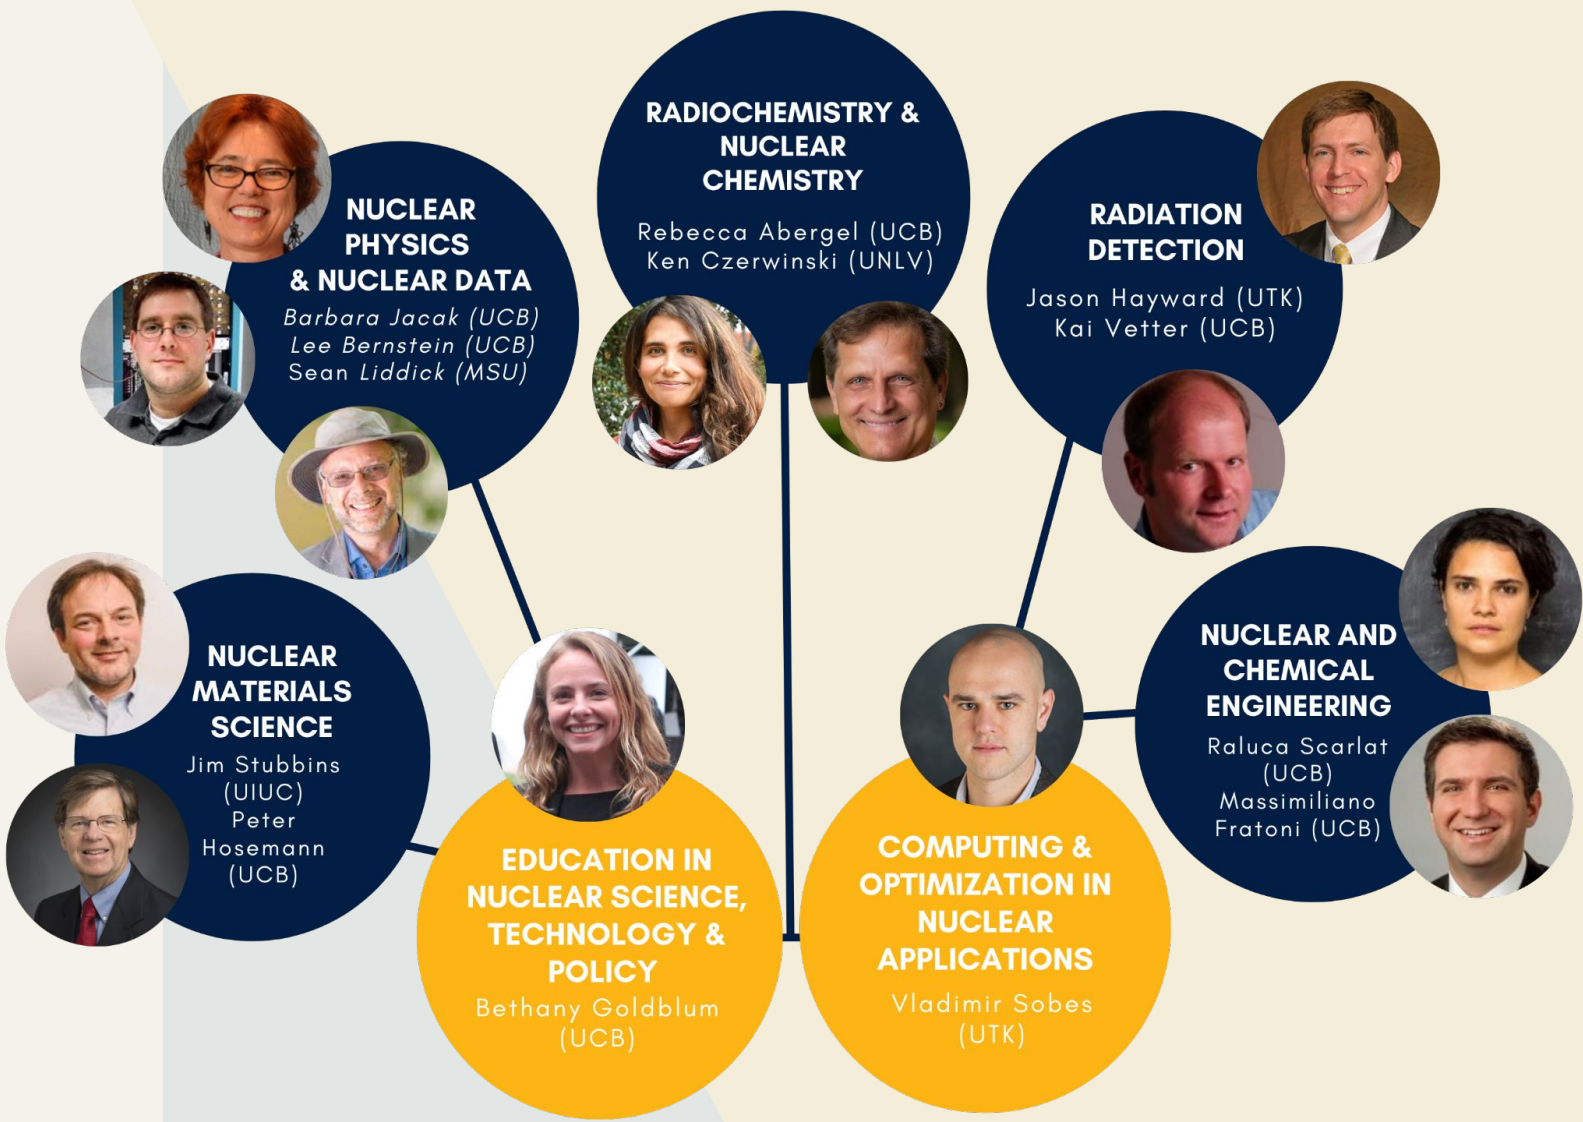 RADIOCHEMISTRY &
NUCLEAR
CHEMISTRY
Rebecca Abergel (UCB)
Ken Czerwinski (UNLV)
NUCLEAR
PHYSICS
& NUCLEAR DATA
Barbara Jacak (UCB)
Lee Bernstein (UCB)
Sean Liddick (MSU)
RADIATION
DETECTION
Jason Hayward (UTK)
Kai Vetter (UCB)
NUCLEAR
MATERIALS
SCIENCE
Jim Stubbins
(UIUC)
Peter
Hosemann
(UCB)
NUCLEAR AND
CHEMICAL
ENGINEERING
Raluca Scarlat
(UCB)
Massimiliano
Fratoni (UCB)
EDUCATION IN
NUCLEAR SCIENCE,
TECHNOLOGY &
POLICY
Bethany Goldblum
(UCB)
COMPUTING &
OPTIMIZATION IN
NUCLEAR
APPLICATIONS
Vladimir Sobes
(UTK)